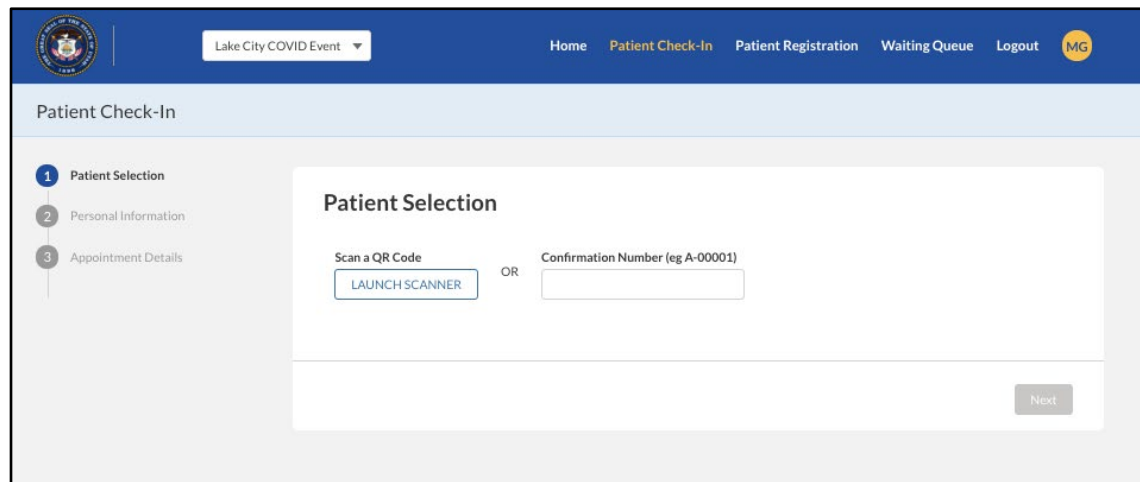 Lake City COVID Event
Home Patient Check-In Patient Registration Waiting Queue Logout MG
Patient Check-In
1 Patient Selection
2 Personal Information
3 Appointment Details
Patient Selection
Scan a QR Code
LAUNCH SCANNER
OR
Confirmation Number (eg A-00001)
Next